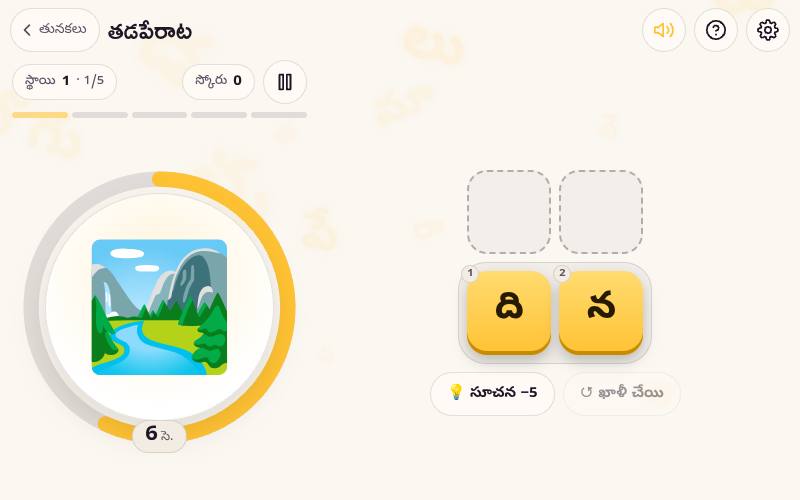 తునకలు
తడపేరాట
స్థాయి 1 · 1/5
స్కోరు 0
6 సె.
1
ది
2
న
💡 సూచన −5
↺ ఖాళీ చేయి